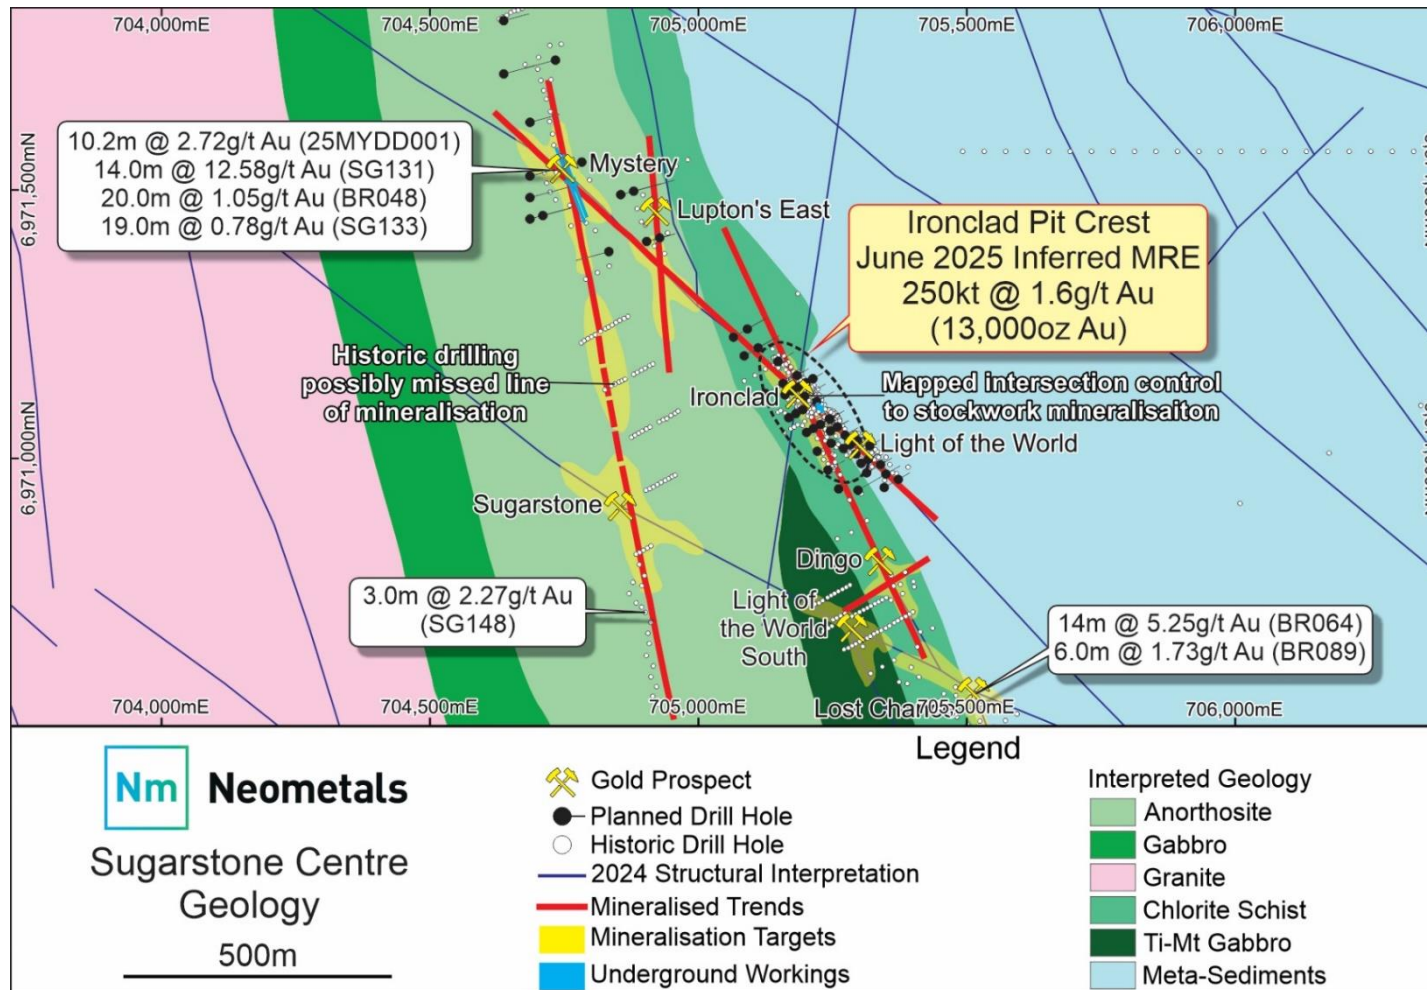 704,000mE
704,500mE
705,000mE
705,500mE
706,000mE
6,971,500mN
6,971,000mN
10.2m @ 2.72g/t Au (25MYDD001)
14.0m @ 12.58g/t Au (SG131)
20.0m @ 1.05g/t Au (BR048)
19.0m @ 0.78g/t Au (SG133)
Mystery
Lupton's East
Ironclad Pit Crest
June 2025 Inferred MRE
250kt @ 1.6g/t Au
(13,000oz Au)
Historic drilling
possibly missed line
of mineralisation
Ironclad
Mapped intersection control
to stockwork mineralisaiton
Light of the World
Sugarstone
Dingo
3.0m @ 2.27g/t Au
(SG148)
Light of
the World
South
14m @ 5.25g/t Au (BR064)
6.0m @ 1.73g/t Au (BR089)
Lost
704,000mE
704,500mE
705,000mE
705,500mE
706,000mE
Nm Neometals
Sugarstone Centre
Geology
500m
Legend
Gold Prospect
Planned Drill Hole
Historic Drill Hole
2024 Structural Interpretation
Mineralised Trends
Mineralisation Targets
Underground Workings
Interpreted Geology
Anorthosite
Gabbro
Granite
Chlorite Schist
Ti-Mt Gabbro
Meta-Sediments